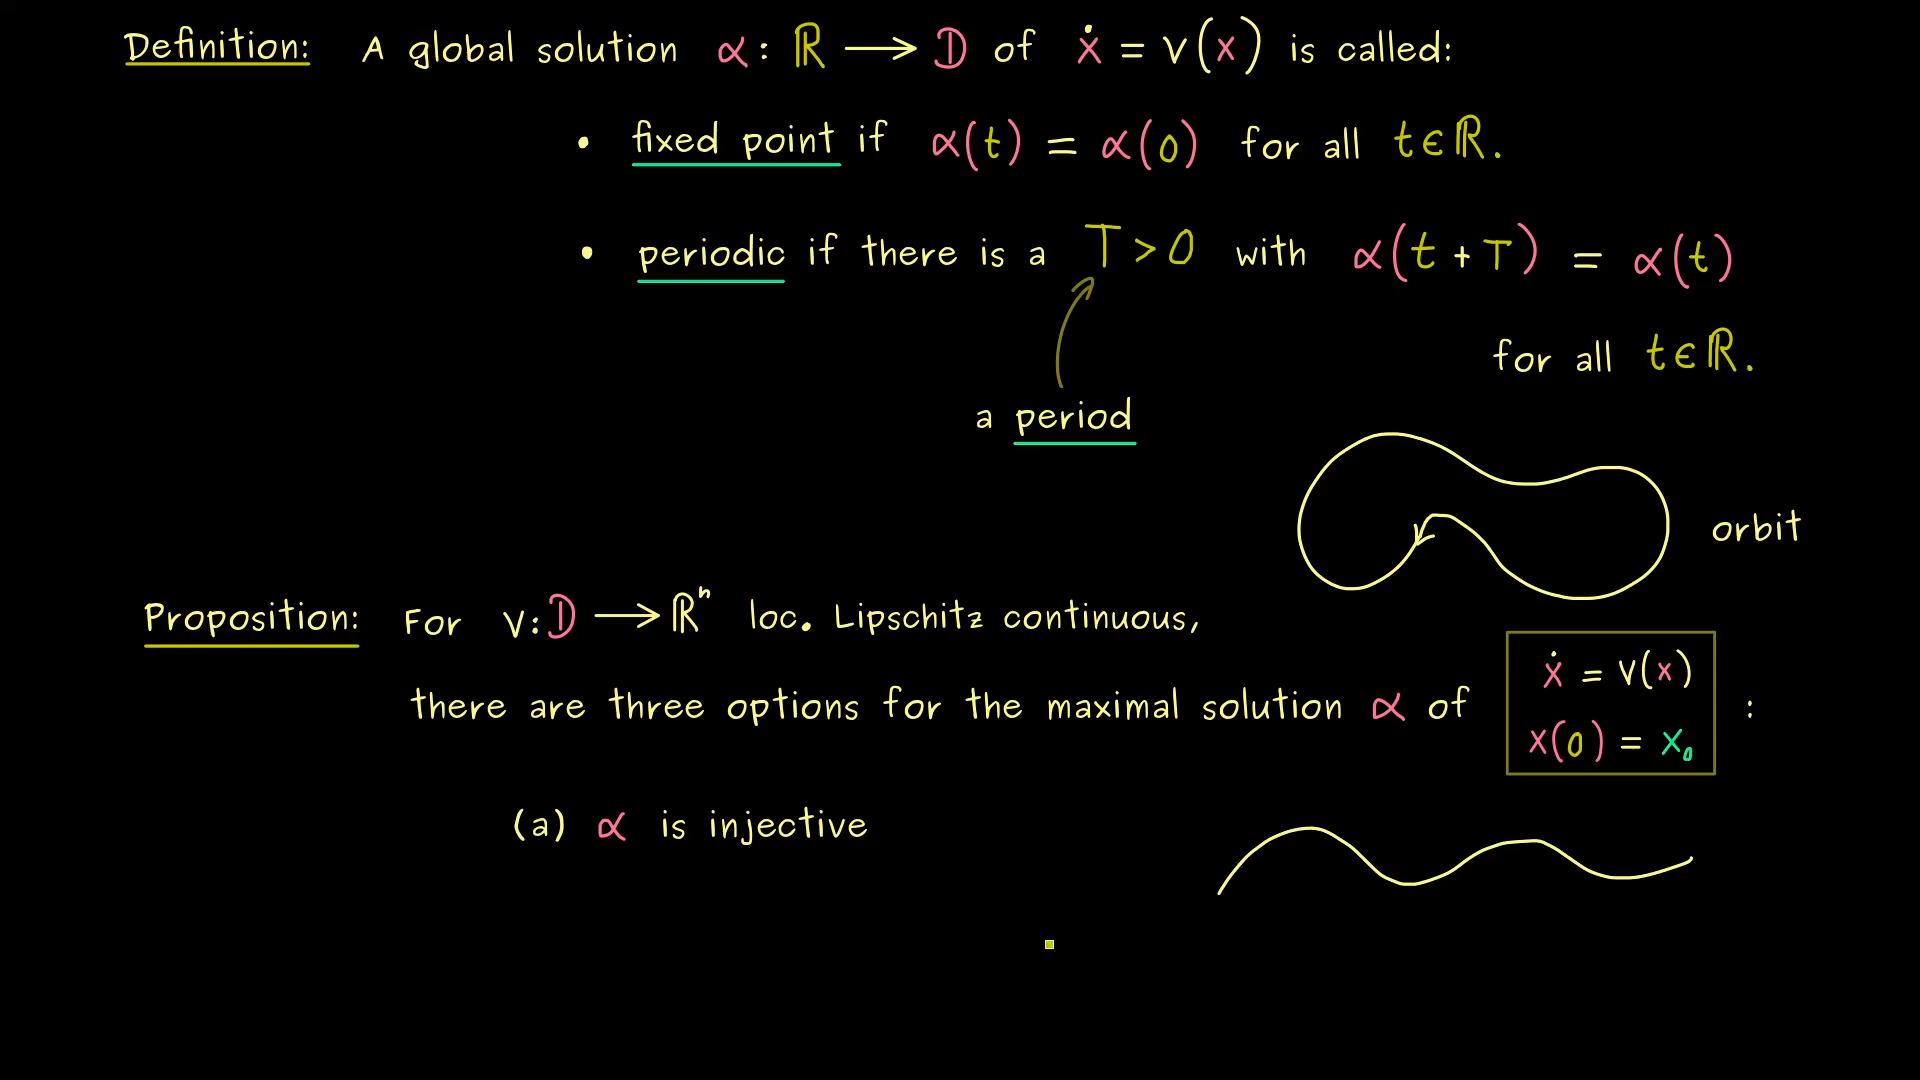 Definition: A global solution α: ℝ ⟶ D of ẋ = v(x) is called:
• fixed point if α(t) = α(0) for all t∈ℝ.
• periodic if there is a T>0 with α(t+T) = α(t)
for all t∈ℝ.
a period
orbit
Proposition: For v: D ⟶ ℝⁿ loc. Lipschitz continuous,
there are three options for the maximal solution α of ẋ = v(x) :
x(0) = x₀
(a) α is injective